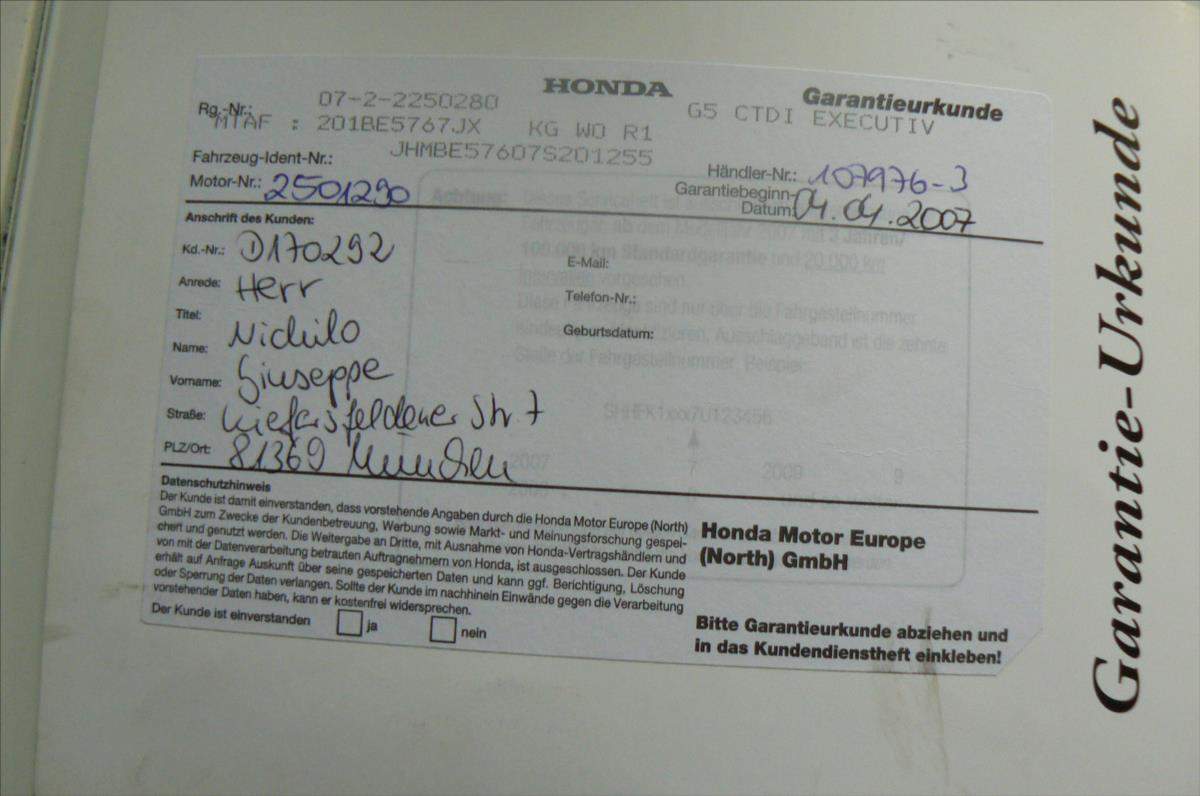 HONDA
Garantieurkunde
Rg.-Nr.: 07-2-2250280
G5 CTDI EXECUTIV
MTAF : 201BE5767JX KG WO R1
Fahrzeug-Ident-Nr.: JHMBE57607S201255
Händler-Nr.: 107976-3
Motor-Nr.: 2501290
Garantiebeginn-
Datum: 04.04.2007
Anschrift des Kunden:
Kd.-Nr.: D170292
Anrede: Herr
Titel:
Name: Nichilo
Vorname: Giuseppe
Straße: Kiefersfeldener Str. 7
PLZ/Ort: 81369 München
E-Mail:
Telefon-Nr.:
Geburtsdatum:
Datenschutzhinweis
Der Kunde ist damit einverstanden, dass vorstehende Angaben durch die Honda Motor Europe (North)
GmbH zum Zwecke der Kundenbetreuung, Werbung sowie Markt- und Meinungsforschung gespei-
chert und genutzt werden. Die Weitergabe an Dritte, mit Ausnahme von Honda-Vertragshändlern und
von mit der Datenverarbeitung betrauten Auftragnehmern von Honda, ist ausgeschlossen. Der Kunde
erhält auf Anfrage Auskunft über seine gespeicherten Daten und kann ggf. Berichtigung, Löschung
oder Sperrung der Daten verlangen. Sollte der Kunde im nachhinein Einwände gegen die Verarbeitung
vorstehender Daten haben, kann er kostenfrei widersprechen.
Der Kunde ist einverstanden ja nein
Honda Motor Europe
(North) GmbH
Bitte Garantieurkunde abziehen und
in das Kundendienstheft einkleben!
Garantie-Urkunde